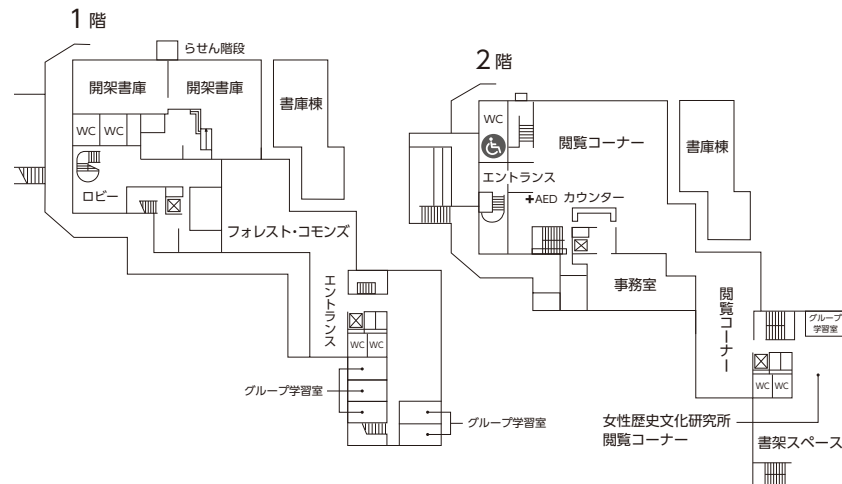 1 階
らせん階段
開架書庫
開架書庫
書庫棟
WC
WC
ロビー
フォレスト・コモンズ
エントランス
WC
WC
グループ学習室
グループ学習室
2 階
WC
閲覧コーナー
書庫棟
エントランス
+AED
カウンター
事務室
閲覧コーナー
グループ
学習室
WC
WC
女性歴史文化研究所
閲覧コーナー
書架スペース